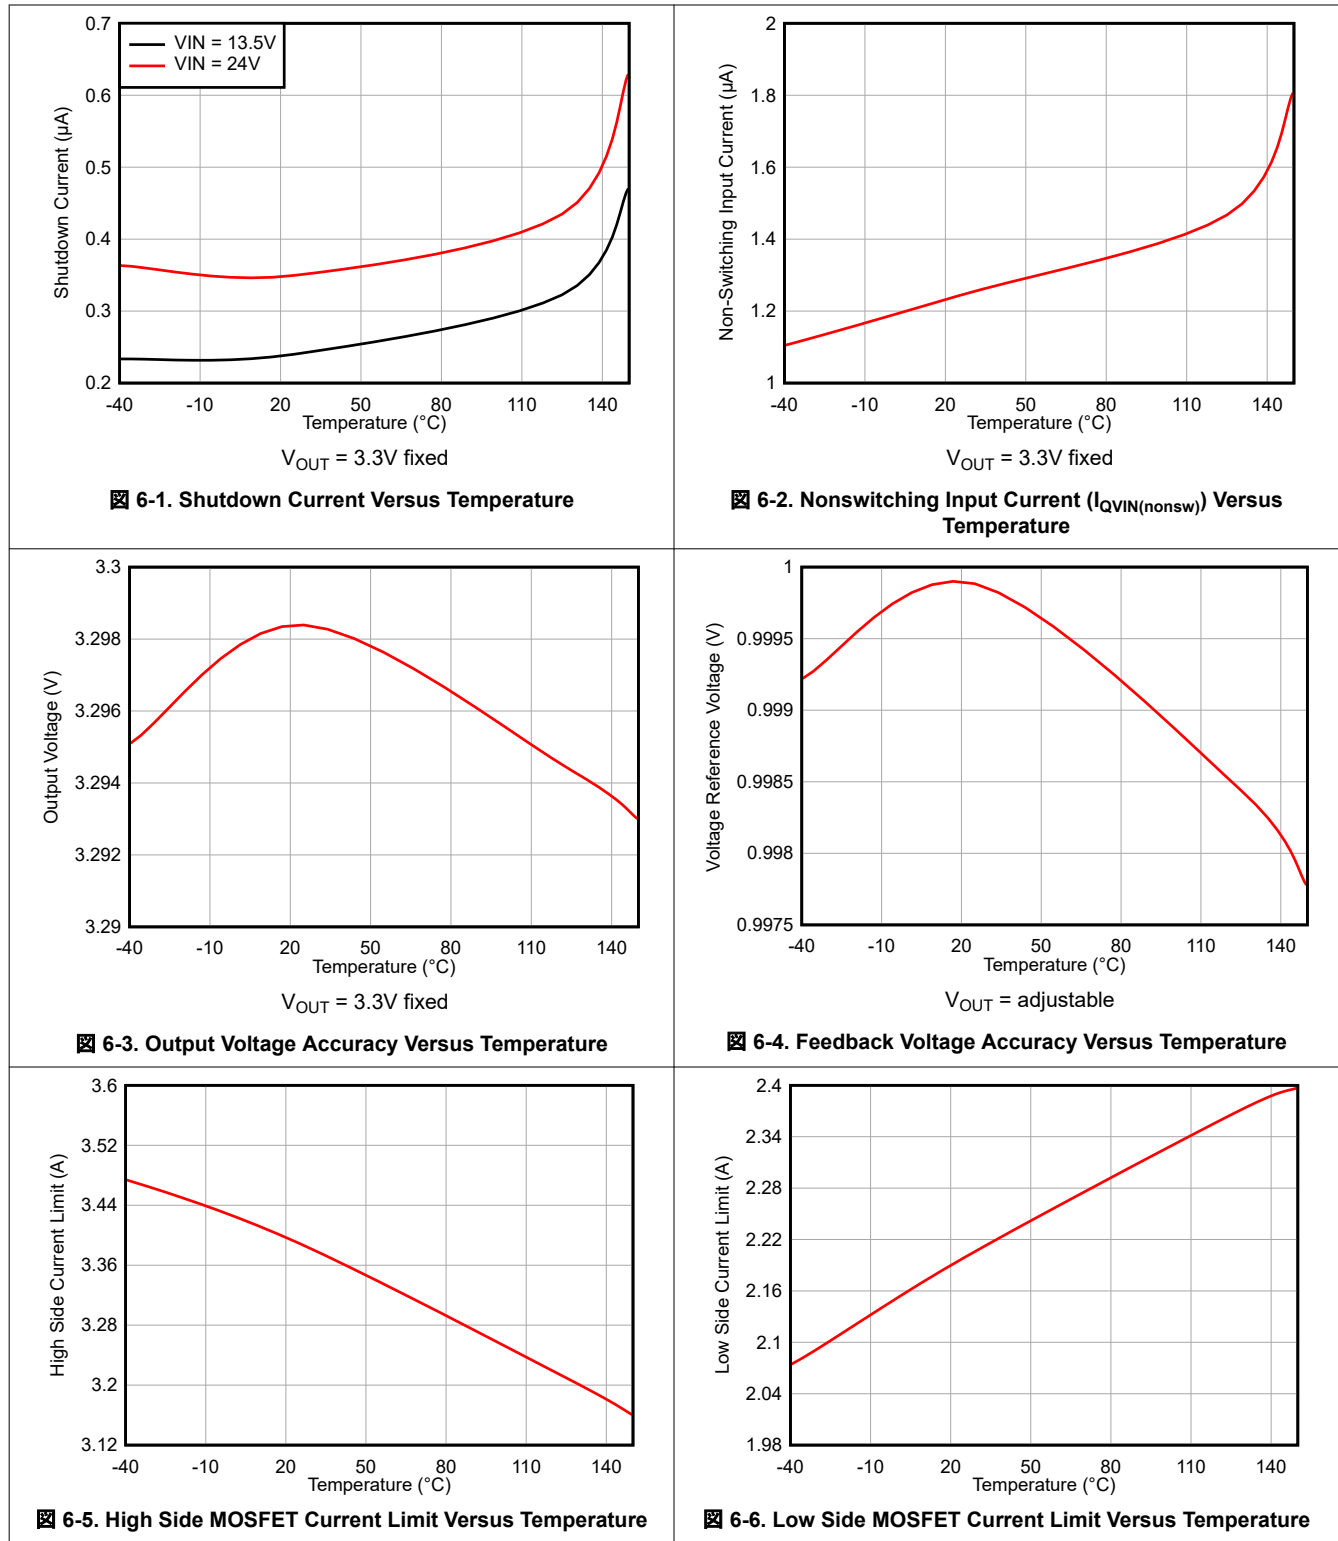 0.7
0.6
0.5
0.4
0.3
0.2
Shutdown Current (µA)
VIN = 13.5V
VIN = 24V
-40 -10 20 50 80 110 140
Temperature (°C)
VOUT = 3.3V fixed
図 6-1. Shutdown Current Versus Temperature
2
1.8
1.6
1.4
1.2
1
Non-Switching Input Current (µA)
-40 -10 20 50 80 110 140
Temperature (°C)
VOUT = 3.3V fixed
図 6-2. Nonswitching Input Current (IQVIN(nonsw)) Versus
Temperature
3.3
3.298
3.296
3.294
3.292
3.29
Output Voltage (V)
-40 -10 20 50 80 110 140
Temperature (°C)
VOUT = 3.3V fixed
図 6-3. Output Voltage Accuracy Versus Temperature
1
0.9995
0.999
0.9985
0.998
0.9975
Voltage Reference Voltage (V)
-40 -10 20 50 80 110 140
Temperature (°C)
VOUT = adjustable
図 6-4. Feedback Voltage Accuracy Versus Temperature
3.6
3.52
3.44
3.36
3.28
3.2
3.12
High Side Current Limit (A)
-40 -10 20 50 80 110 140
Temperature (°C)
図 6-5. High Side MOSFET Current Limit Versus Temperature
2.4
2.34
2.28
2.22
2.16
2.1
2.04
1.98
Low Side Current Limit (A)
-40 -10 20 50 80 110 140
Temperature (°C)
図 6-6. Low Side MOSFET Current Limit Versus Temperature